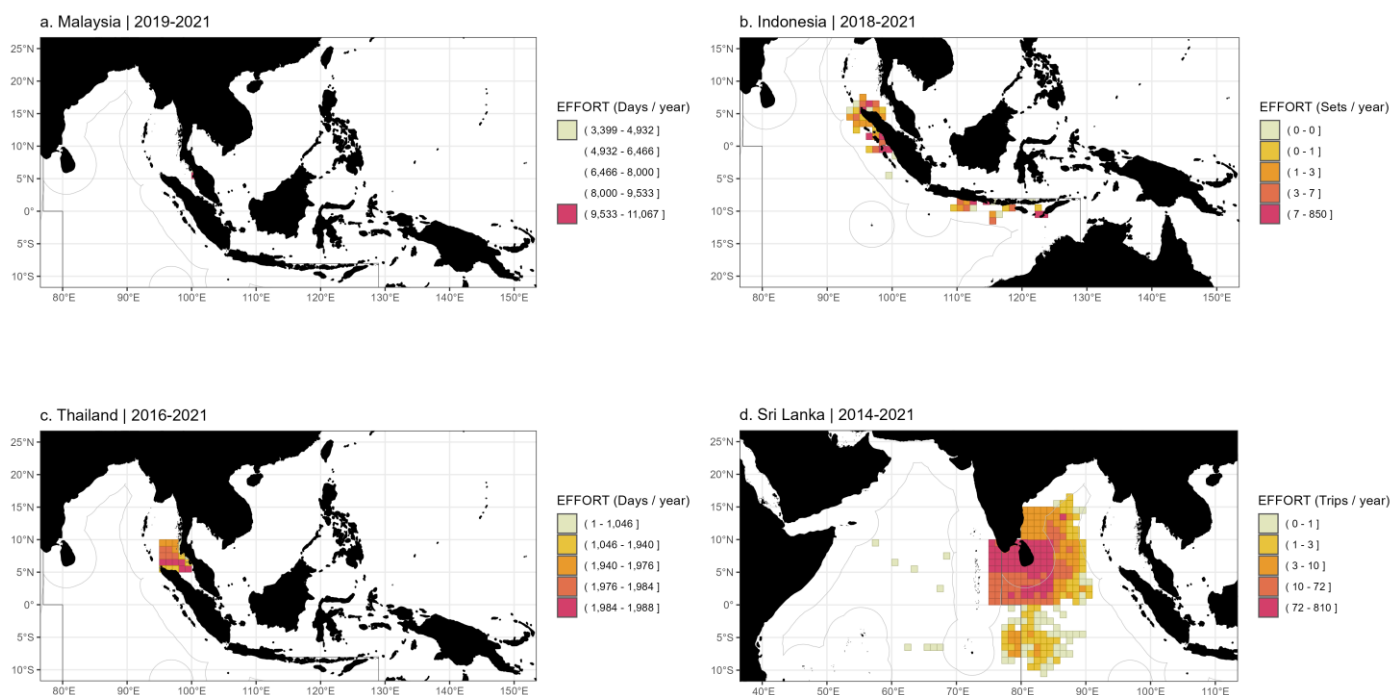 a. Malaysia | 2019-2021
25°N
20°N
15°N
10°N
5°N
0°
5°S
10°S
80°E 90°E 100°E 110°E 120°E 130°E 140°E 150°E
EFFORT (Days / year)
( 3,399 - 4,932 ]
( 4,932 - 6,466 ]
( 6,466 - 8,000 ]
( 8,000 - 9,533 ]
( 9,533 - 11,067 ]
b. Indonesia | 2018-2021
15°N
10°N
5°N
0°
5°S
10°S
15°S
20°S
80°E 90°E 100°E 110°E 120°E 130°E 140°E 150°E
EFFORT (Sets / year)
( 0 - 0 ]
( 0 - 1 ]
( 1 - 3 ]
( 3 - 7 ]
( 7 - 850 ]
c. Thailand | 2016-2021
25°N
20°N
15°N
10°N
5°N
0°
5°S
10°S
80°E 90°E 100°E 110°E 120°E 130°E 140°E 150°E
EFFORT (Days / year)
( 1 - 1,046 ]
( 1,046 - 1,940 ]
( 1,940 - 1,976 ]
( 1,976 - 1,984 ]
( 1,984 - 1,988 ]
d. Sri Lanka | 2014-2021
25°N
20°N
15°N
10°N
5°N
0°
5°S
10°S
40°E 50°E 60°E 70°E 80°E 90°E 100°E 110°E
EFFORT (Trips / year)
( 0 - 1 ]
( 1 - 3 ]
( 3 - 10 ]
( 10 - 72 ]
( 72 - 810 ]